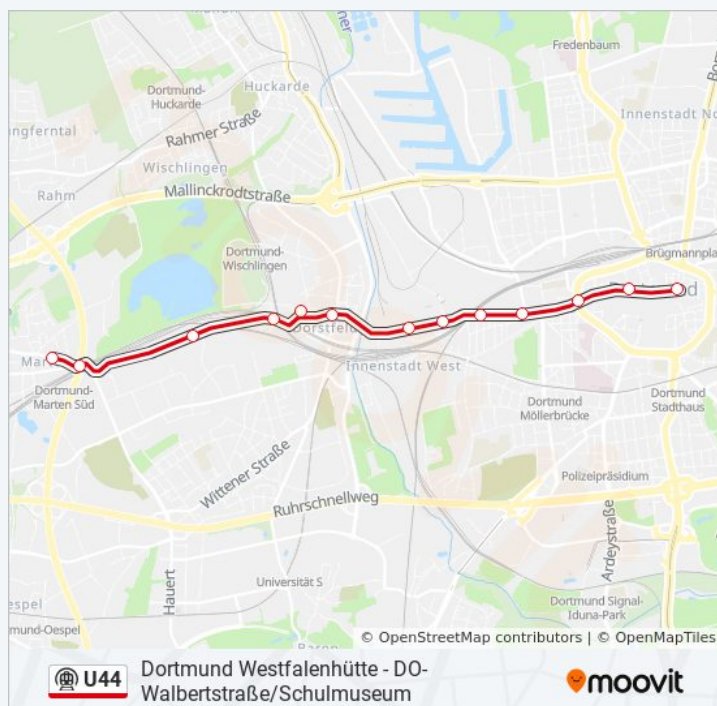 Fredenbaum
Dortmund-
Huckarde
Huckarde
Innenstadt No
Rahmer Straße
Wischlingen
Rahm
Mallinckrodtstraße
Dortmund-
Wischlingen
Brügmannpla
Dorstfeld
Mar
Innenstadt West
Dortmund-
Marten Süd
Dortmund
Möllerbrücke
Dortmund
Stadthaus
Wittener Straße
Polizeipräsidium
Ruhrschnellweg
Ardeystraße
Hauert
Universität S
Dortmund Signal-
Iduna-Park
espel
mund-Oespel
© OpenStreetMap contributors | © OpenMapTiles
U44
Dortmund Westfalenhütte - DO-
Walbertstraße/Schulmuseum
moovit